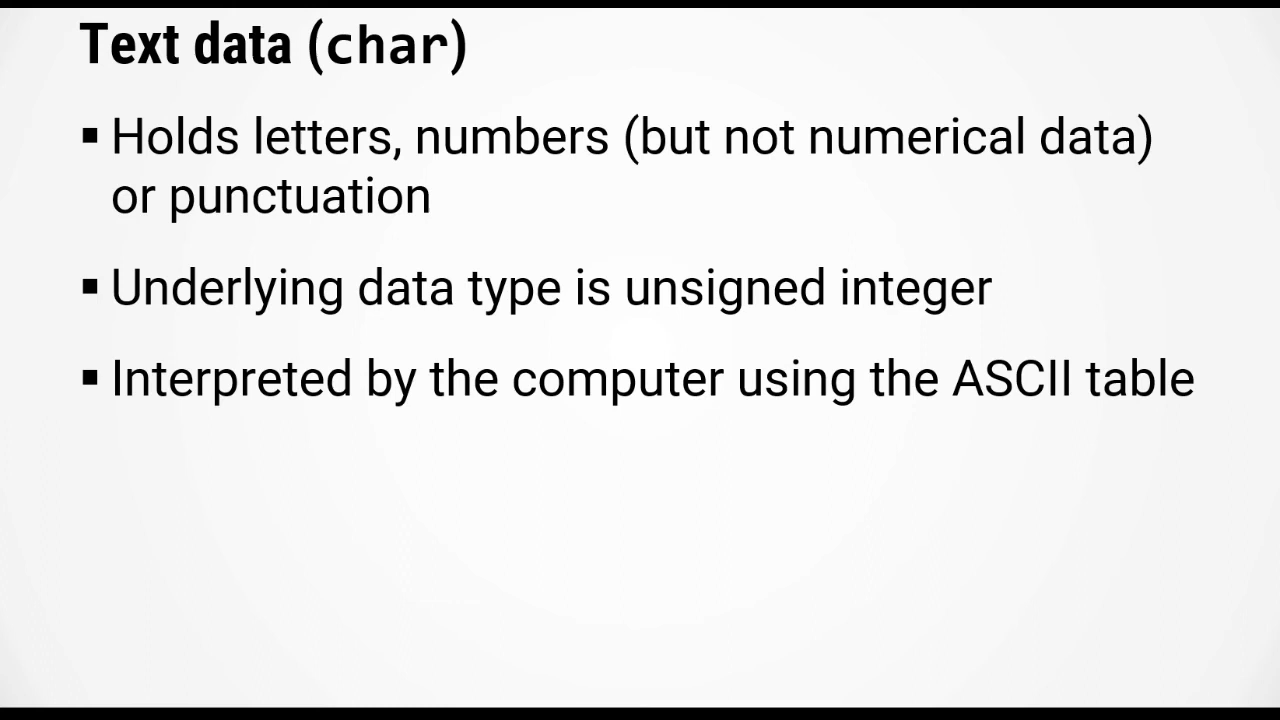 Text data (char)
▪ Holds letters, numbers (but not numerical data)
or punctuation
▪ Underlying data type is unsigned integer
▪ Interpreted by the computer using the ASCII table